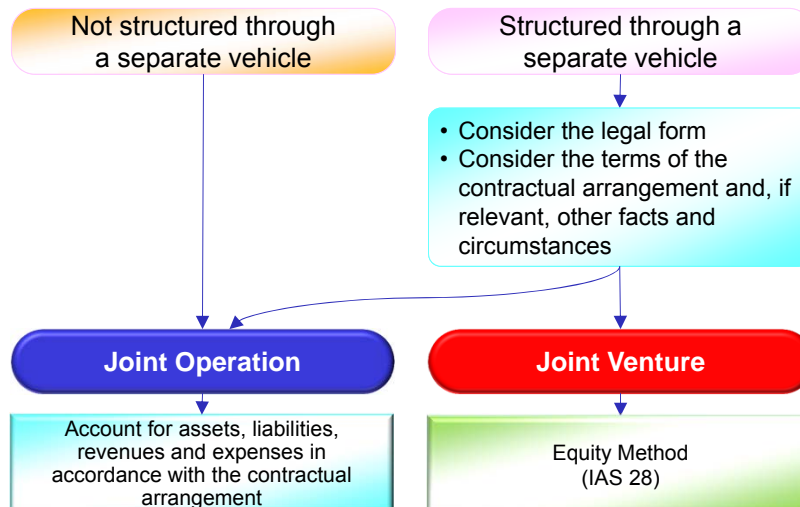 Not structured through
a separate vehicle
Structured through a
separate vehicle
• Consider the legal form
• Consider the terms of the
contractual arrangement and, if
relevant, other facts and
circumstances
Joint Operation
Joint Venture
Account for assets, liabilities,
revenues and expenses in
accordance with the contractual
arrangement
Equity Method
(IAS 28)